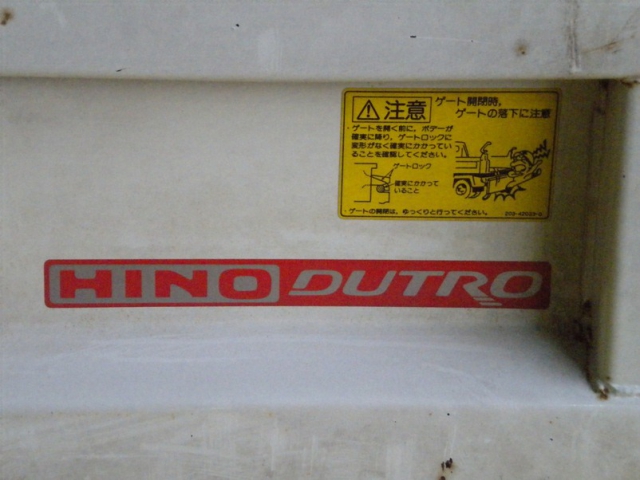 注意
ゲート開閉時。
ゲートの落下に注意
・ゲートを開く前に、ボデーが
確実に降り、ゲートロックに
変形がなく確実にかかってい
ることを確認してください。
ゲートロック
確実にかかって
いること
ゲートの開閉は、ゆっくりと行ってください。
HINO DUTRO